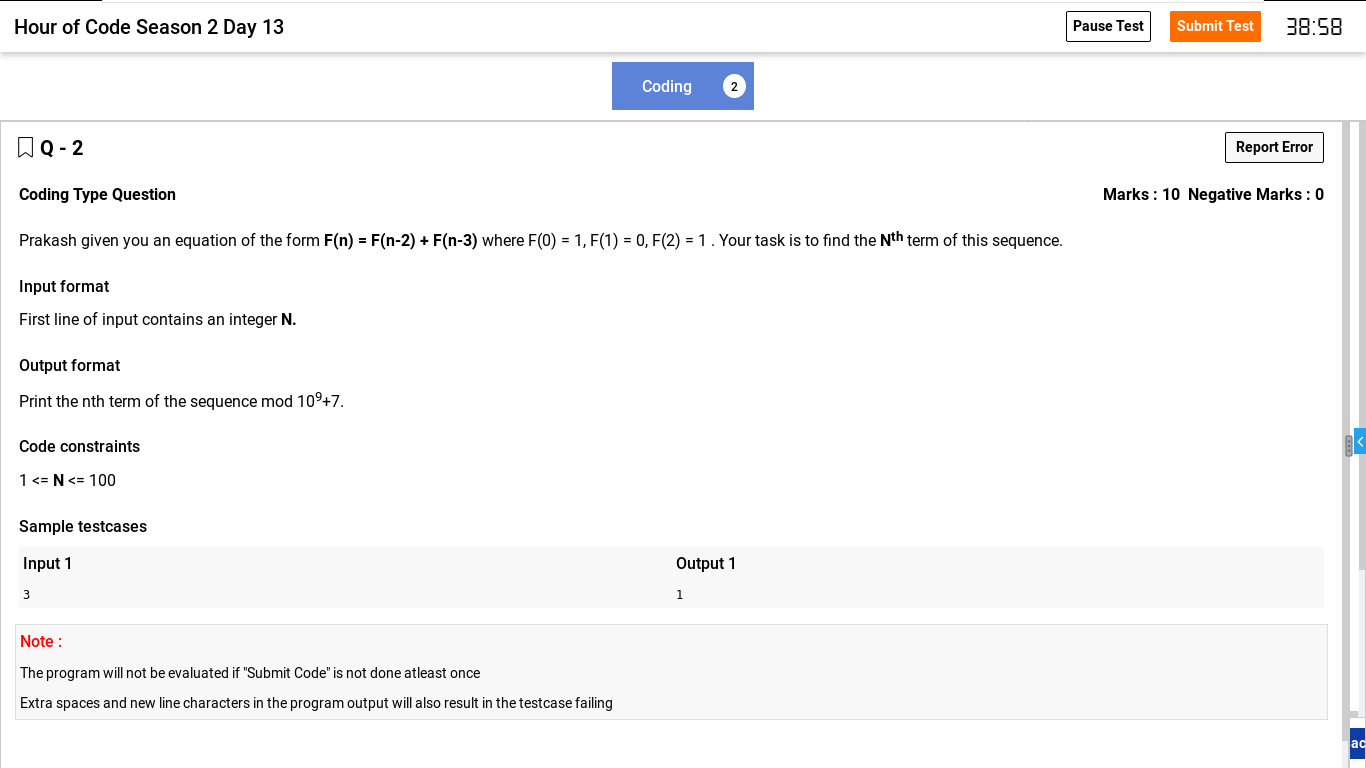 Hour of Code Season 2 Day 13
Pause Test
Submit Test
38:58
Coding 2
Q - 2
Report Error
Coding Type Question
Marks : 10 Negative Marks : 0
Prakash given you an equation of the form F(n) = F(n-2) + F(n-3) where F(0) = 1, F(1) = 0, F(2) = 1 . Your task is to find the Nth term of this sequence.
Input format
First line of input contains an integer N.
Output format
Print the nth term of the sequence mod 10^9+7.
Code constraints
1 <= N <= 100
Sample testcases
Input 1 Output 1
3 1
Note :
The program will not be evaluated if "Submit Code" is not done atleast once
Extra spaces and new line characters in the program output will also result in the testcase failing
ac